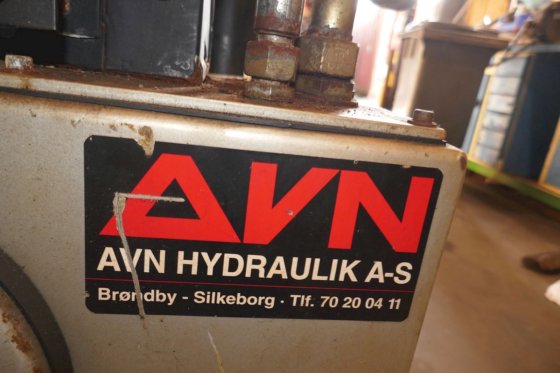 AVN
AVN HYDRAULIK A-S
Brøndby - Silkeborg · Tlf. 70 20 04 11